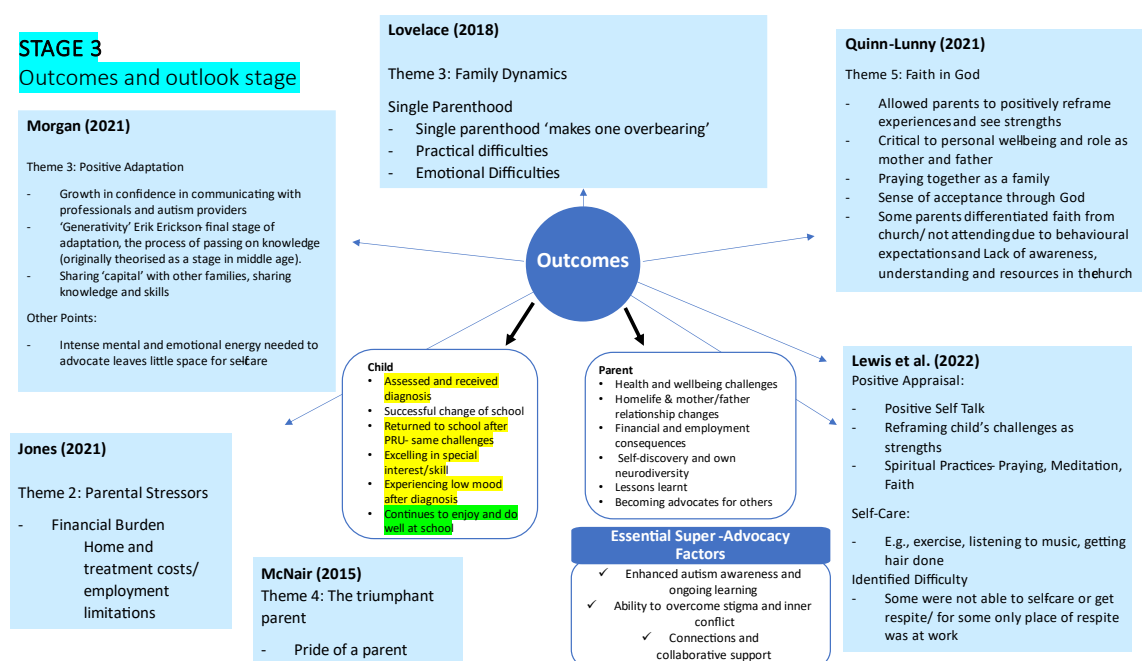 STAGE 3
Outcomes and outlook stage
Morgan (2021)
Theme 3: Positive Adaptation
- Growth in confidence in communicating with
professionals and autism providers
- ‘Generativity’ Erik Erickson- final stage of
adaptation, the process of passing on knowledge
(originally theorised as a stage in middle age).
- Sharing ‘capital’ with other families, sharing
knowledge and skills
Other Points:
- Intense mental and emotional energy needed to
advocate leaves little space for self-care
Lovelace (2018)
Theme 3: Family Dynamics
Single Parenthood
- Single parenthood ‘makes one overbearing’
- Practical difficulties
- Emotional Difficulties
Quinn-Lunny (2021)
Theme 5: Faith in God
- Allowed parents to positively reframe
experiences and see strengths
- Critical to personal wellbeing and role as
mother and father
- Praying together as a family
- Sense of acceptance through God
- Some parents differentiated faith from
church/ not attending due to behavioural
expectations and Lack of awareness,
understanding and resources in the church
Outcomes
Child
• Assessed and received
diagnosis
• Successful change of school
• Returned to school after
PRU- same challenges
• Excelling in special
interest/skill
• Experiencing low mood
after diagnosis
• Continues to enjoy and do
well at school
Parent
• Health and wellbeing challenges
• Homelife & mother/father
relationship changes
• Financial and employment
consequences
• Self-discovery and own
neurodiversity
• Lessons learnt
• Becoming advocates for others
Essential Super -Advocacy
Factors
✓ Enhanced autism awareness and
ongoing learning
✓ Ability to overcome stigma and inner
conflict
✓ Connections and
collaborative support
Lewis et al. (2022)
Positive Appraisal:
- Positive Self Talk
- Reframing child’s challenges as
strengths
- Spiritual Practices- Praying, Meditation,
Faith
Self-Care:
- E.g., exercise, listening to music, getting
hair done
Identified Difficulty
- Some were not able to selfcare or get
respite/ for some only place of respite
was at work
Jones (2021)
Theme 2: Parental Stressors
- Financial Burden
Home and
treatment costs/
employment
limitations
McNair (2015)
Theme 4: The triumphant
parent
- Pride of a parent